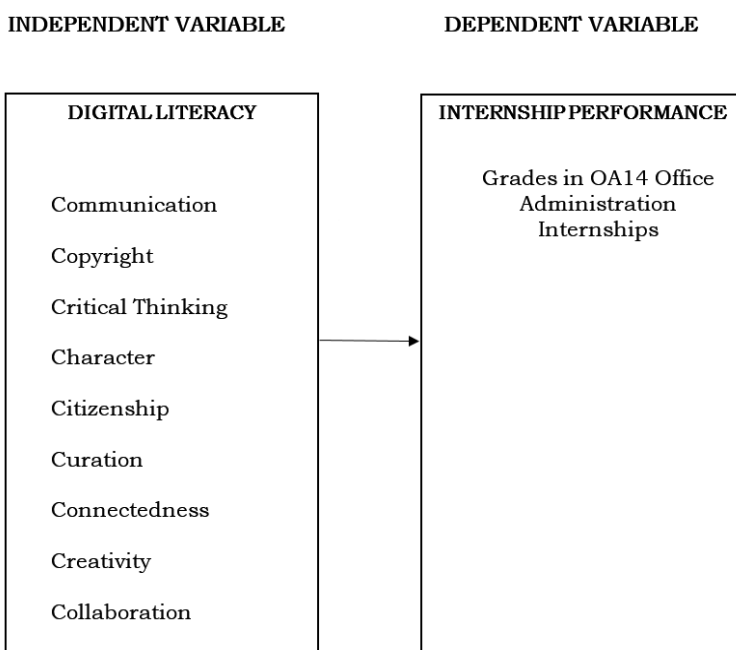 INDEPENDENT VARIABLE
DEPENDENT VARIABLE
DIGITAL LITERACY
Communication
Copyright
Critical Thinking
Character
Citizenship
Curation
Connectedness
Creativity
Collaboration
INTERNSHIP PERFORMANCE
Grades in OA14 Office
Administration
Internships